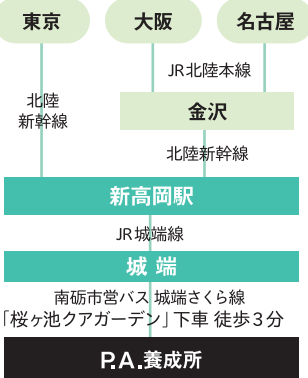 東京 大阪 名古屋
JR北陸本線
北陸
新幹線
金沢
北陸新幹線
新高岡駅
JR城端線
城端
南砺市営バス 城端さくら線
「桜ヶ池クアガーデン」下車 徒歩3分
P.A.養成所